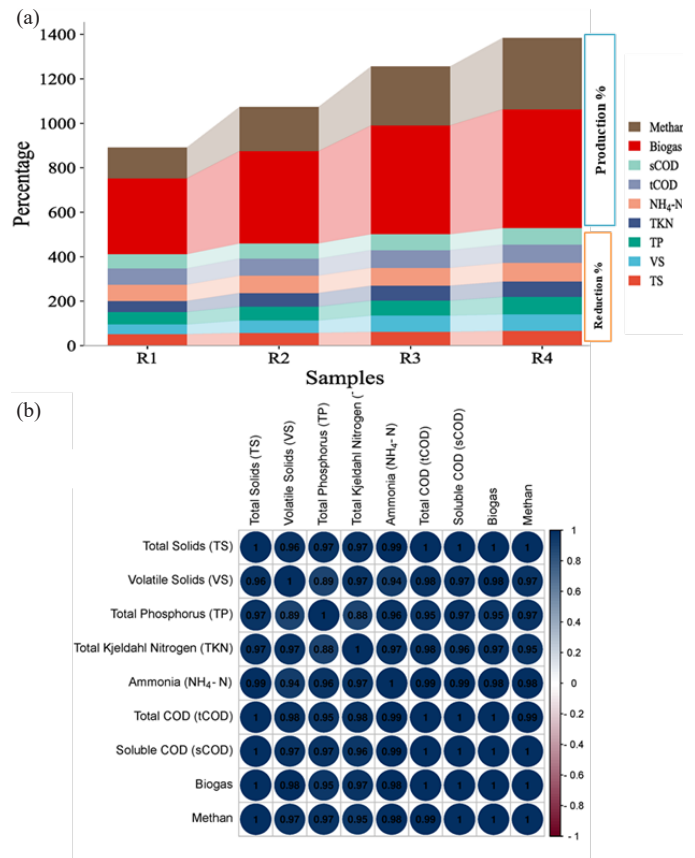 (a)
1400
1200
1000
800
600
400
200
0
Percentage
R1 R2 R3 R4
Samples
Production %
Reduction %
Methan
Biogas
sCOD
tCOD
NH₄-N
TKN
TP
VS
TS
(b)
Total Solids (TS)
Volatile Solids (VS)
Total Phosphorus (TP)
Total Kjeldahl Nitrogen (
Ammonia (NH₄- N)
Total COD (tCOD)
Soluble COD (sCOD)
Biogas
Methan
Total Solids (TS) 1 0.96 0.97 0.97 0.99 1 1 1 1
Volatile Solids (VS) 0.96 1 0.89 0.97 0.94 0.98 0.97 0.98 0.97
Total Phosphorus (TP) 0.97 0.89 1 0.88 0.96 0.95 0.97 0.95 0.97
Total Kjeldahl Nitrogen (TKN) 0.97 0.97 0.88 1 0.97 0.98 0.96 0.97 0.95
Ammonia (NH₄- N) 0.99 0.94 0.96 0.97 1 0.99 0.99 0.98 0.98
Total COD (tCOD) 1 0.98 0.95 0.98 0.99 1 1 1 0.99
Soluble COD (sCOD) 1 0.97 0.97 0.96 0.99 1 1 1 1
Biogas 1 0.98 0.95 0.97 0.98 1 1 1 1
Methan 1 0.97 0.97 0.95 0.98 0.99 1 1 1
1
0.8
0.6
0.4
0.2
0
- 0.2
- 0.4
- 0.6
- 0.8
- 1